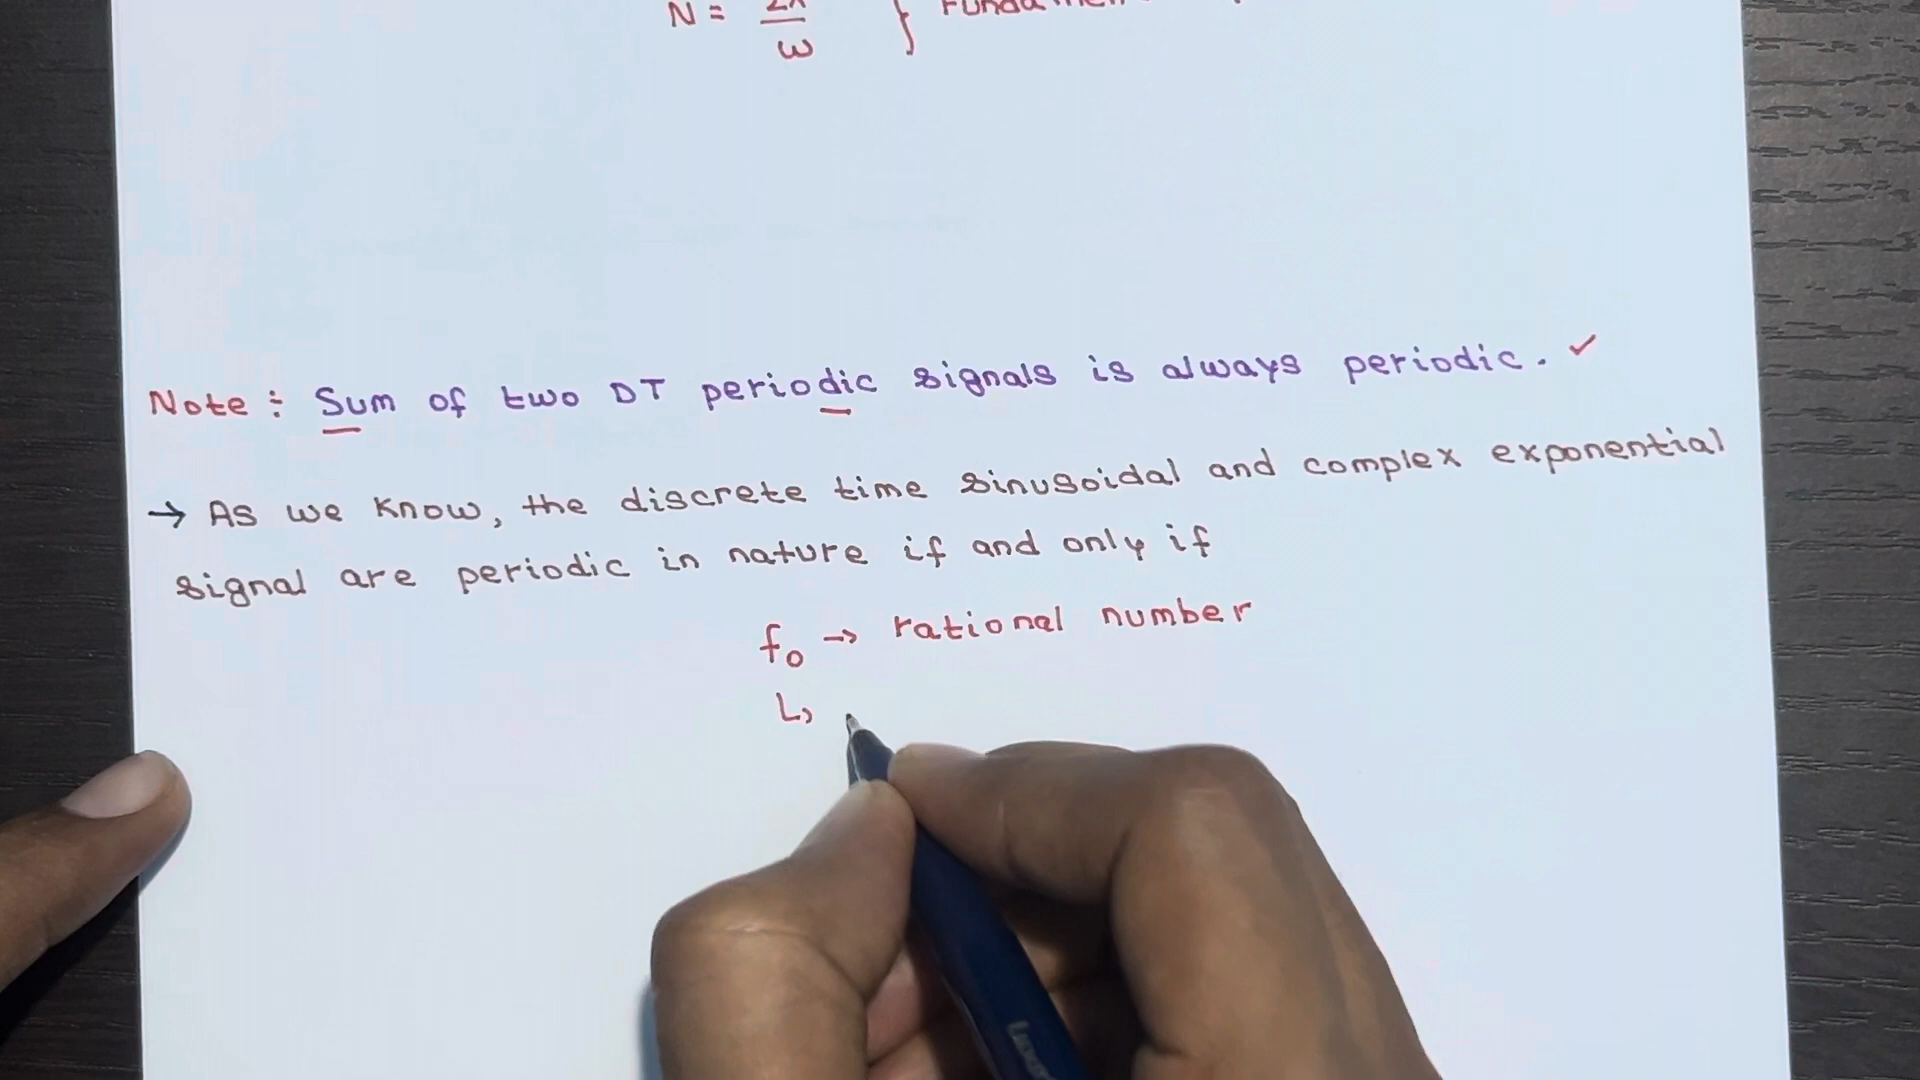 N = 2π/ω }
Note : Sum of two DT periodic signals is always periodic. ✓
→ As we know, the discrete time sinusoidal and complex exponential
signal are periodic in nature if and only if
f₀ → rational number
↳